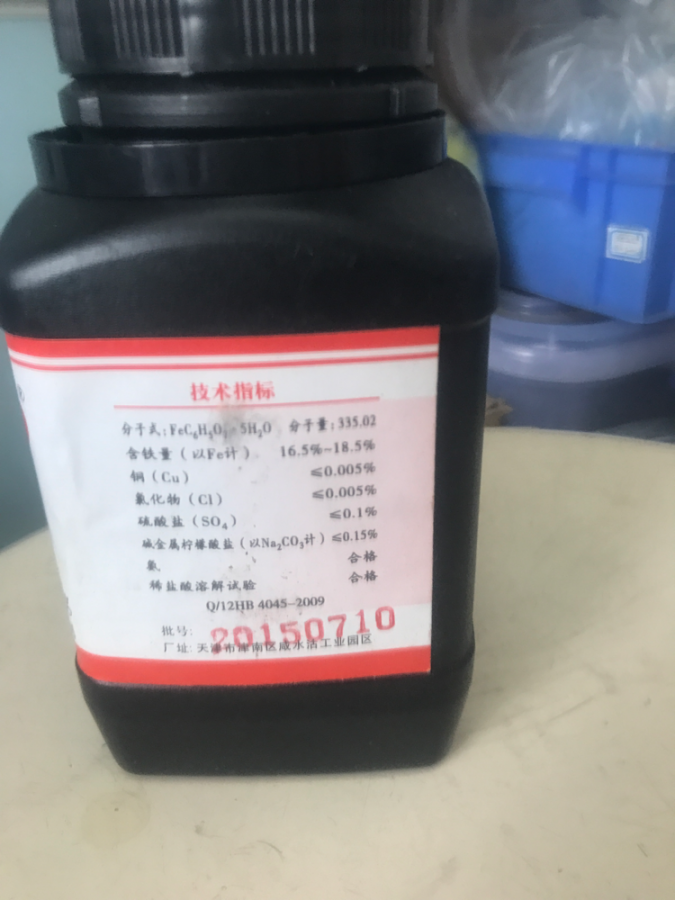 技术指标
分子式：FeC₆H₅O₇·5H₂O 分子量：335.02
含铁量（以Fe计） 16.5%~18.5%
铜（Cu） ≤0.005%
氯化物（Cl） ≤0.005%
硫酸盐（SO₄） ≤0.1%
碱金属柠檬酸盐（以Na₂CO₃计） ≤0.15%
氨 合格
稀盐酸溶解试验 合格
Q/12HB 4045-2009
批号: 20150710
厂址: 天津市津南区咸水沽工业园区